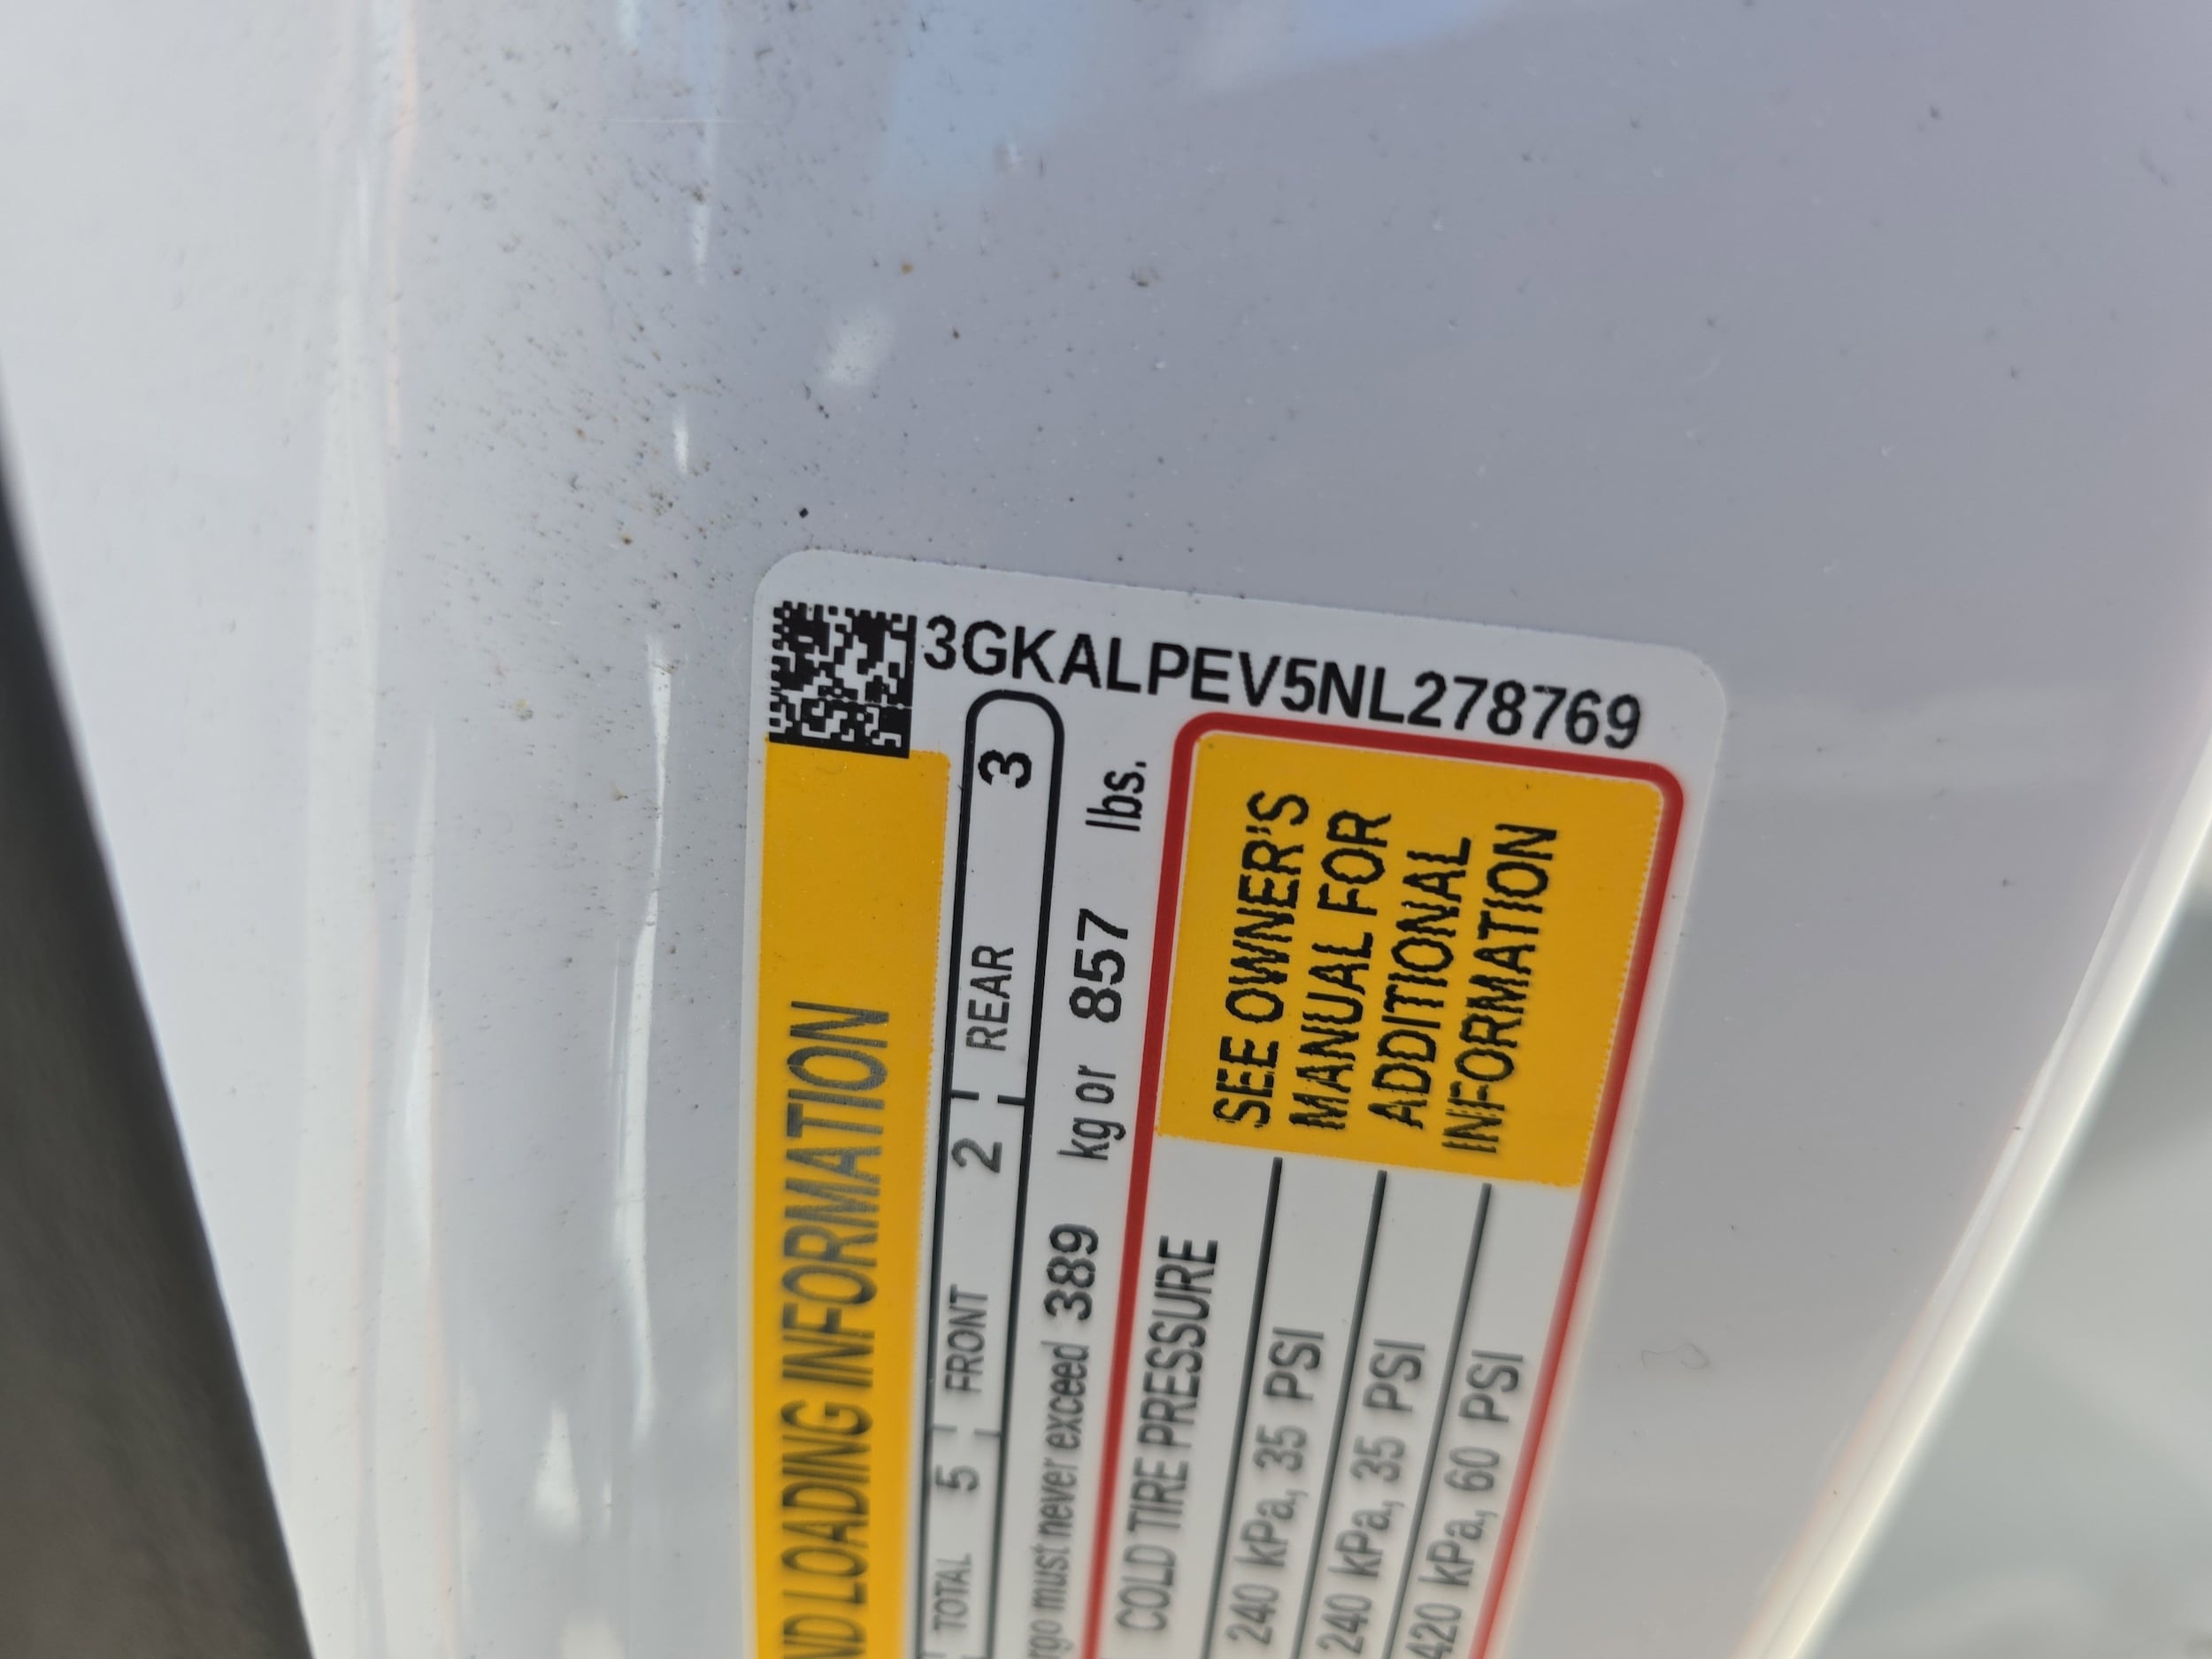 3GKALPEV5NL278769
ND LOADING INFORMATION
TOTAL 5 FRONT 2 REAR 3
rgo must never exceed 389 kg or 857 lbs.
COLD TIRE PRESSURE
240 kPa, 35 PSI
240 kPa, 35 PSI
420 kPa, 60 PSI
SEE OWNER'S
MANUAL FOR
ADDITIONAL
INFORMATION